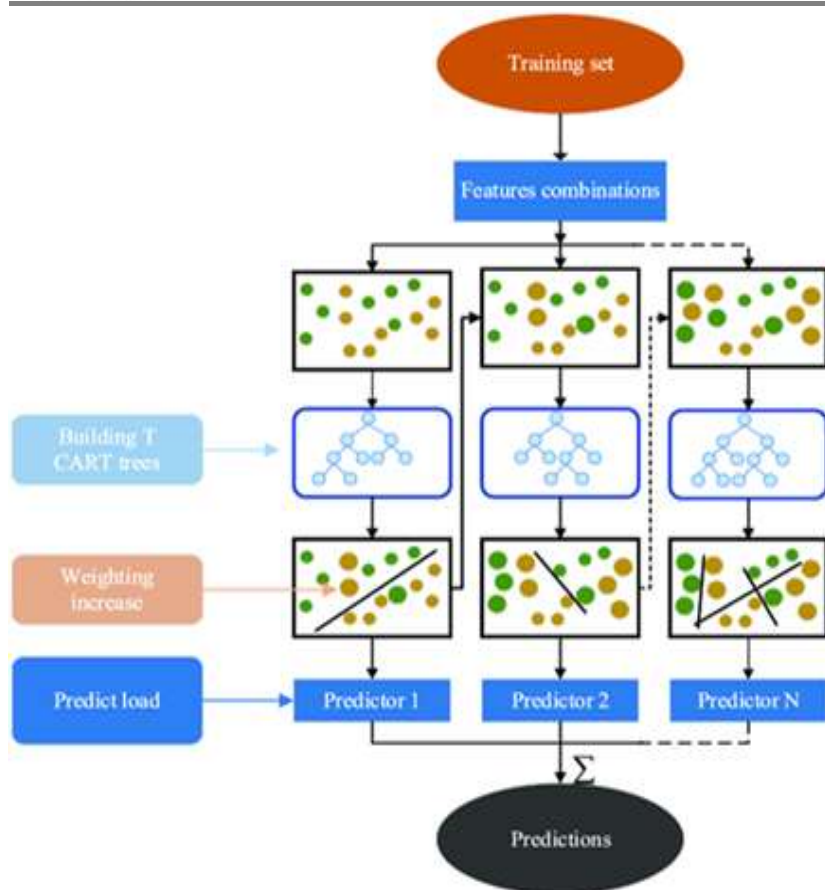 Training set
Features combinations
Building T
CART trees
Weighting
increase
Predict load
Predictor 1
Predictor 2
Predictor N
Σ
Predictions